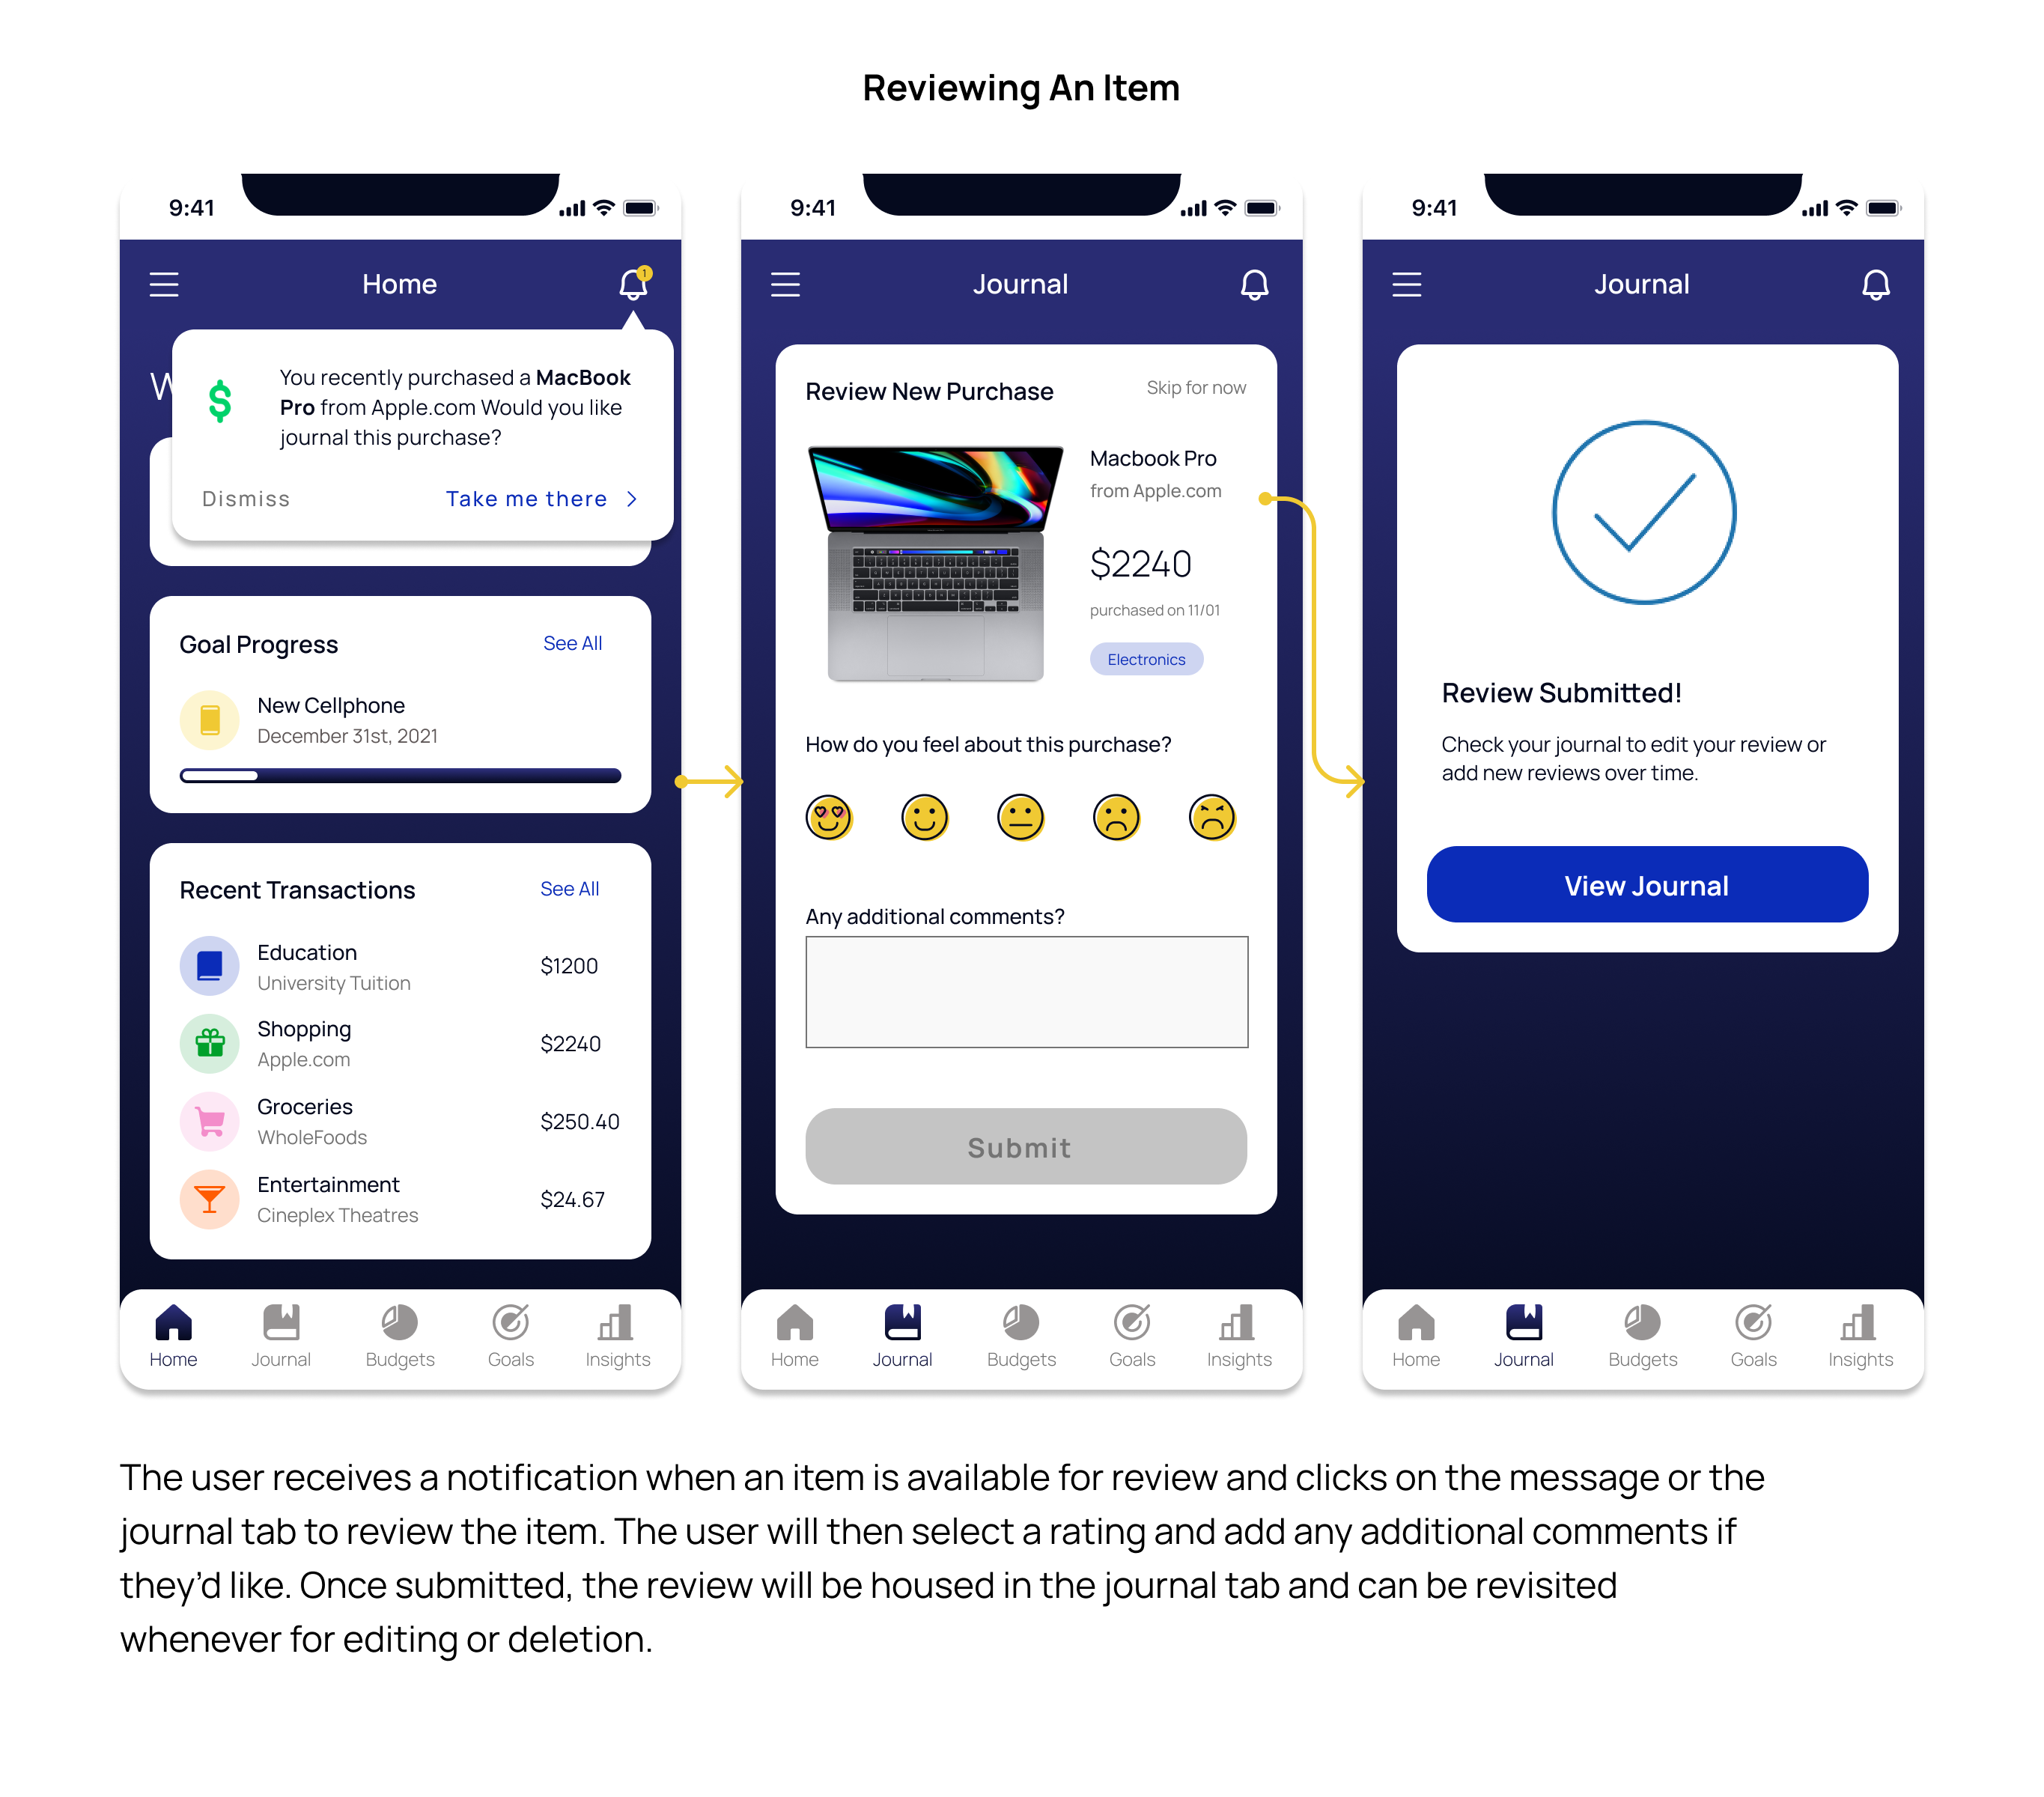 Reviewing An Item
9:41
Home
1
W
You recently purchased a MacBook
Pro from Apple.com Would you like
journal this purchase?
Dismiss
Take me there
Goal Progress
See All
New Cellphone
December 31st, 2021
Recent Transactions
See All
Education
University Tuition
$1200
Shopping
Apple.com
$2240
Groceries
WholeFoods
$250.40
Entertainment
Cineplex Theatres
$24.67
Home
Journal
Budgets
Goals
Insights
9:41
Journal
Review New Purchase
Skip for now
Macbook Pro
from Apple.com
$2240
purchased on 11/01
Electronics
How do you feel about this purchase?
Any additional comments?
Submit
Home
Journal
Budgets
Goals
Insights
9:41
Journal
Review Submitted!
Check your journal to edit your review or
add new reviews over time.
View Journal
Home
Journal
Budgets
Goals
Insights
The user receives a notification when an item is available for review and clicks on the message or the
journal tab to review the item. The user will then select a rating and add any additional comments if
they’d like. Once submitted, the review will be housed in the journal tab and can be revisited
whenever for editing or deletion.